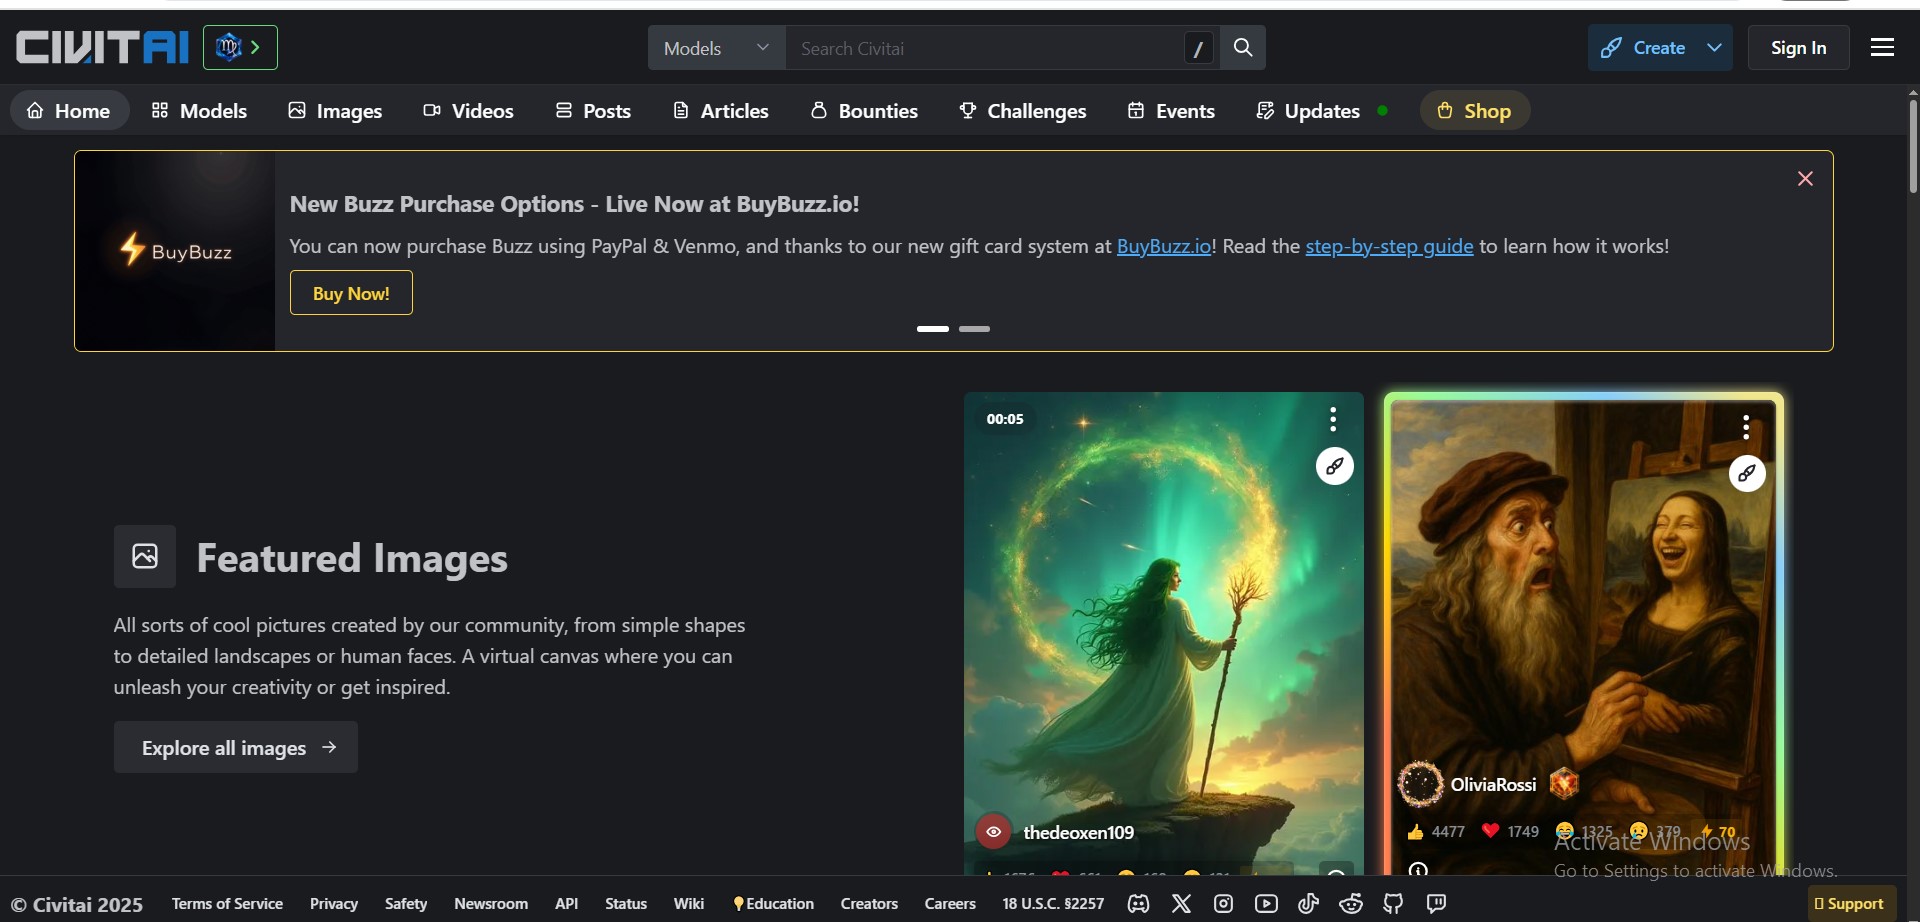 CIVITAI
Models
Search Civitai
/
Create
Sign In
Home
Models
Images
Videos
Posts
Articles
Bounties
Challenges
Events
Updates
Shop
BuyBuzz
New Buzz Purchase Options - Live Now at BuyBuzz.io!
You can now purchase Buzz using PayPal & Venmo, and thanks to our new gift card system at BuyBuzz.io! Read the step-by-step guide to learn how it works!
Buy Now!
Featured Images
All sorts of cool pictures created by our community, from simple shapes
to detailed landscapes or human faces. A virtual canvas where you can
unleash your creativity or get inspired.
Explore all images
00:05
thedeoxen109
OliviaRossi
4477 1749 1325 379 70
Activate Windows
Go to Settings to activate Windows.
© Civitai 2025
Terms of Service
Privacy
Safety
Newsroom
API
Status
Wiki
Education
Creators
Careers
18 U.S.C. §2257
Support